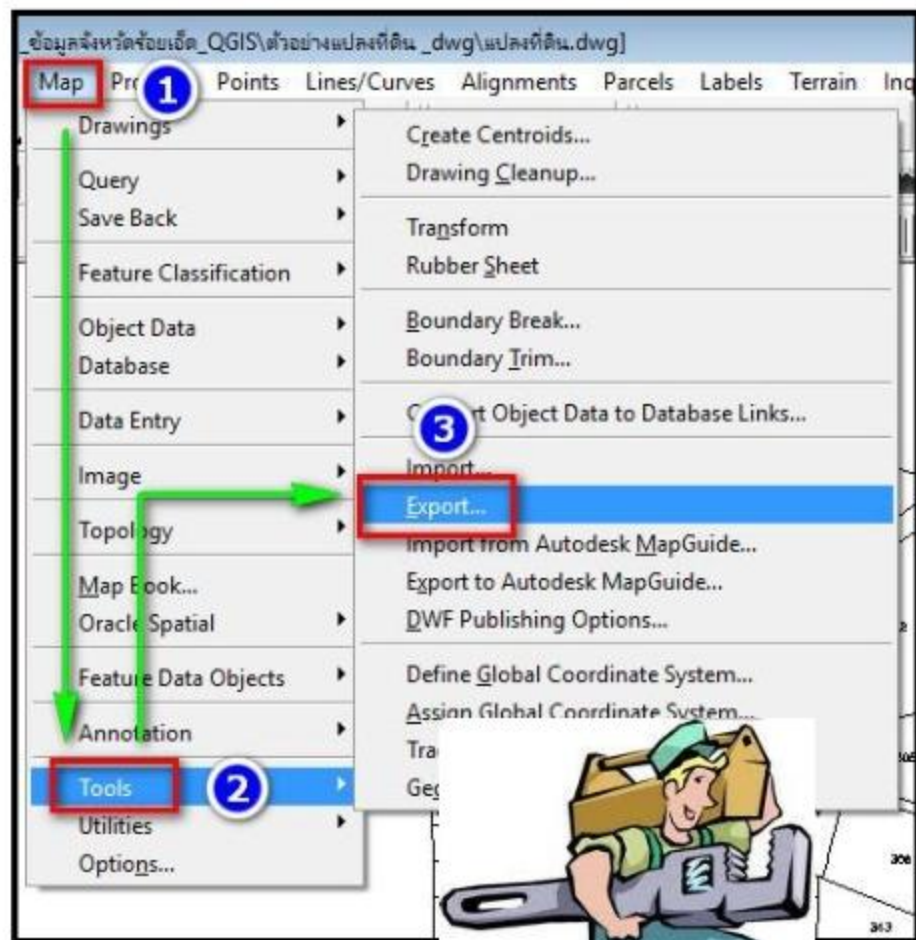 _ข้อมูลจังหวัดร้อยเอ็ด_QGIS\ตัวอย่างแปลงที่ดิน _dwg\แปลงที่ดิน.dwg]
Map Pr 1 Points Lines/Curves Alignments Parcels Labels Terrain Inq
Drawings
Query
Save Back
Feature Classification
Object Data
Database
Data Entry
Image
Topology
Map Book...
Oracle Spatial
Feature Data Objects
Annotation
Tools 2
Utilities
Options...
Create Centroids...
Drawing Cleanup...
Transform
Rubber Sheet
Boundary Break...
Boundary Trim...
3 Object Data to Database Links...
Import...
Export...
Import from Autodesk MapGuide...
Export to Autodesk MapGuide...
DWF Publishing Options...
Define Global Coordinate System...
Assign Global Coordinate System...
Tra
Geo
306
343